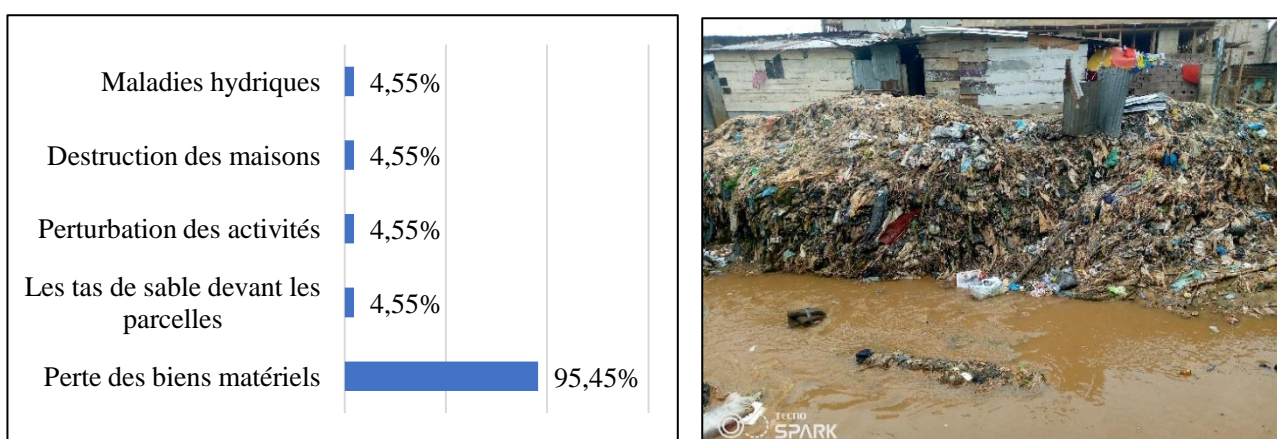 Maladies hydriques 4,55%
Destruction des maisons 4,55%
Perturbation des activités 4,55%
Les tas de sable devant les
parcelles 4,55%
Perte des biens matériels 95,45%
TECNO
SPARK